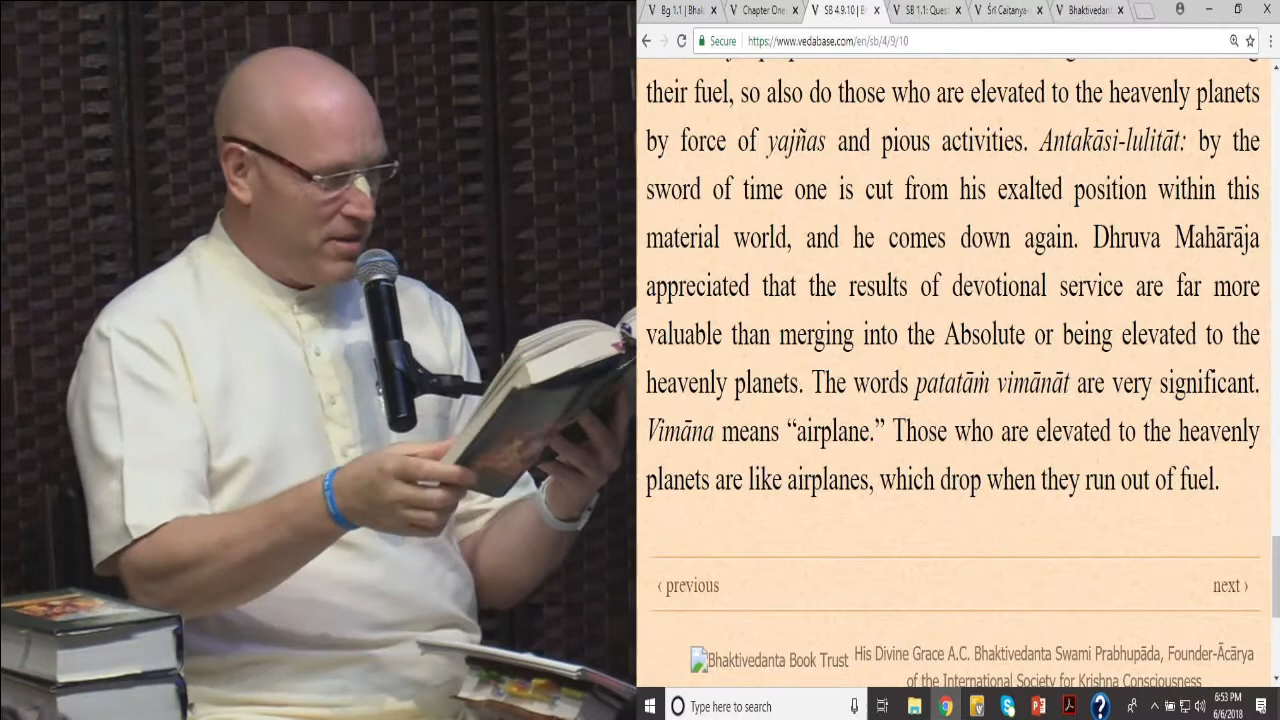 Bg 1.1 | Bhak
Chapter One:
SB 4.9.10 | B
SB 1.1: Quest
Śrī Caitanya-
Bhaktivedant
Secure
https://www.vedabase.com/en/sb/4/9/10
their fuel, so also do those who are elevated to the heavenly planets
by force of yajñas and pious activities. Antakāsi-lulitāt: by the
sword of time one is cut from his exalted position within this
material world, and he comes down again. Dhruva Mahārāja
appreciated that the results of devotional service are far more
valuable than merging into the Absolute or being elevated to the
heavenly planets. The words patatāṁ vimānāt are very significant.
Vimāna means “airplane.” Those who are elevated to the heavenly
planets are like airplanes, which drop when they run out of fuel.
‹ previous
next ›
Bhaktivedanta Book Trust
His Divine Grace A.C. Bhaktivedanta Swami Prabhupāda, Founder-Ācārya
of the International Society for Krishna Consciousness
Type here to search
6:53 PM
6/6/2018